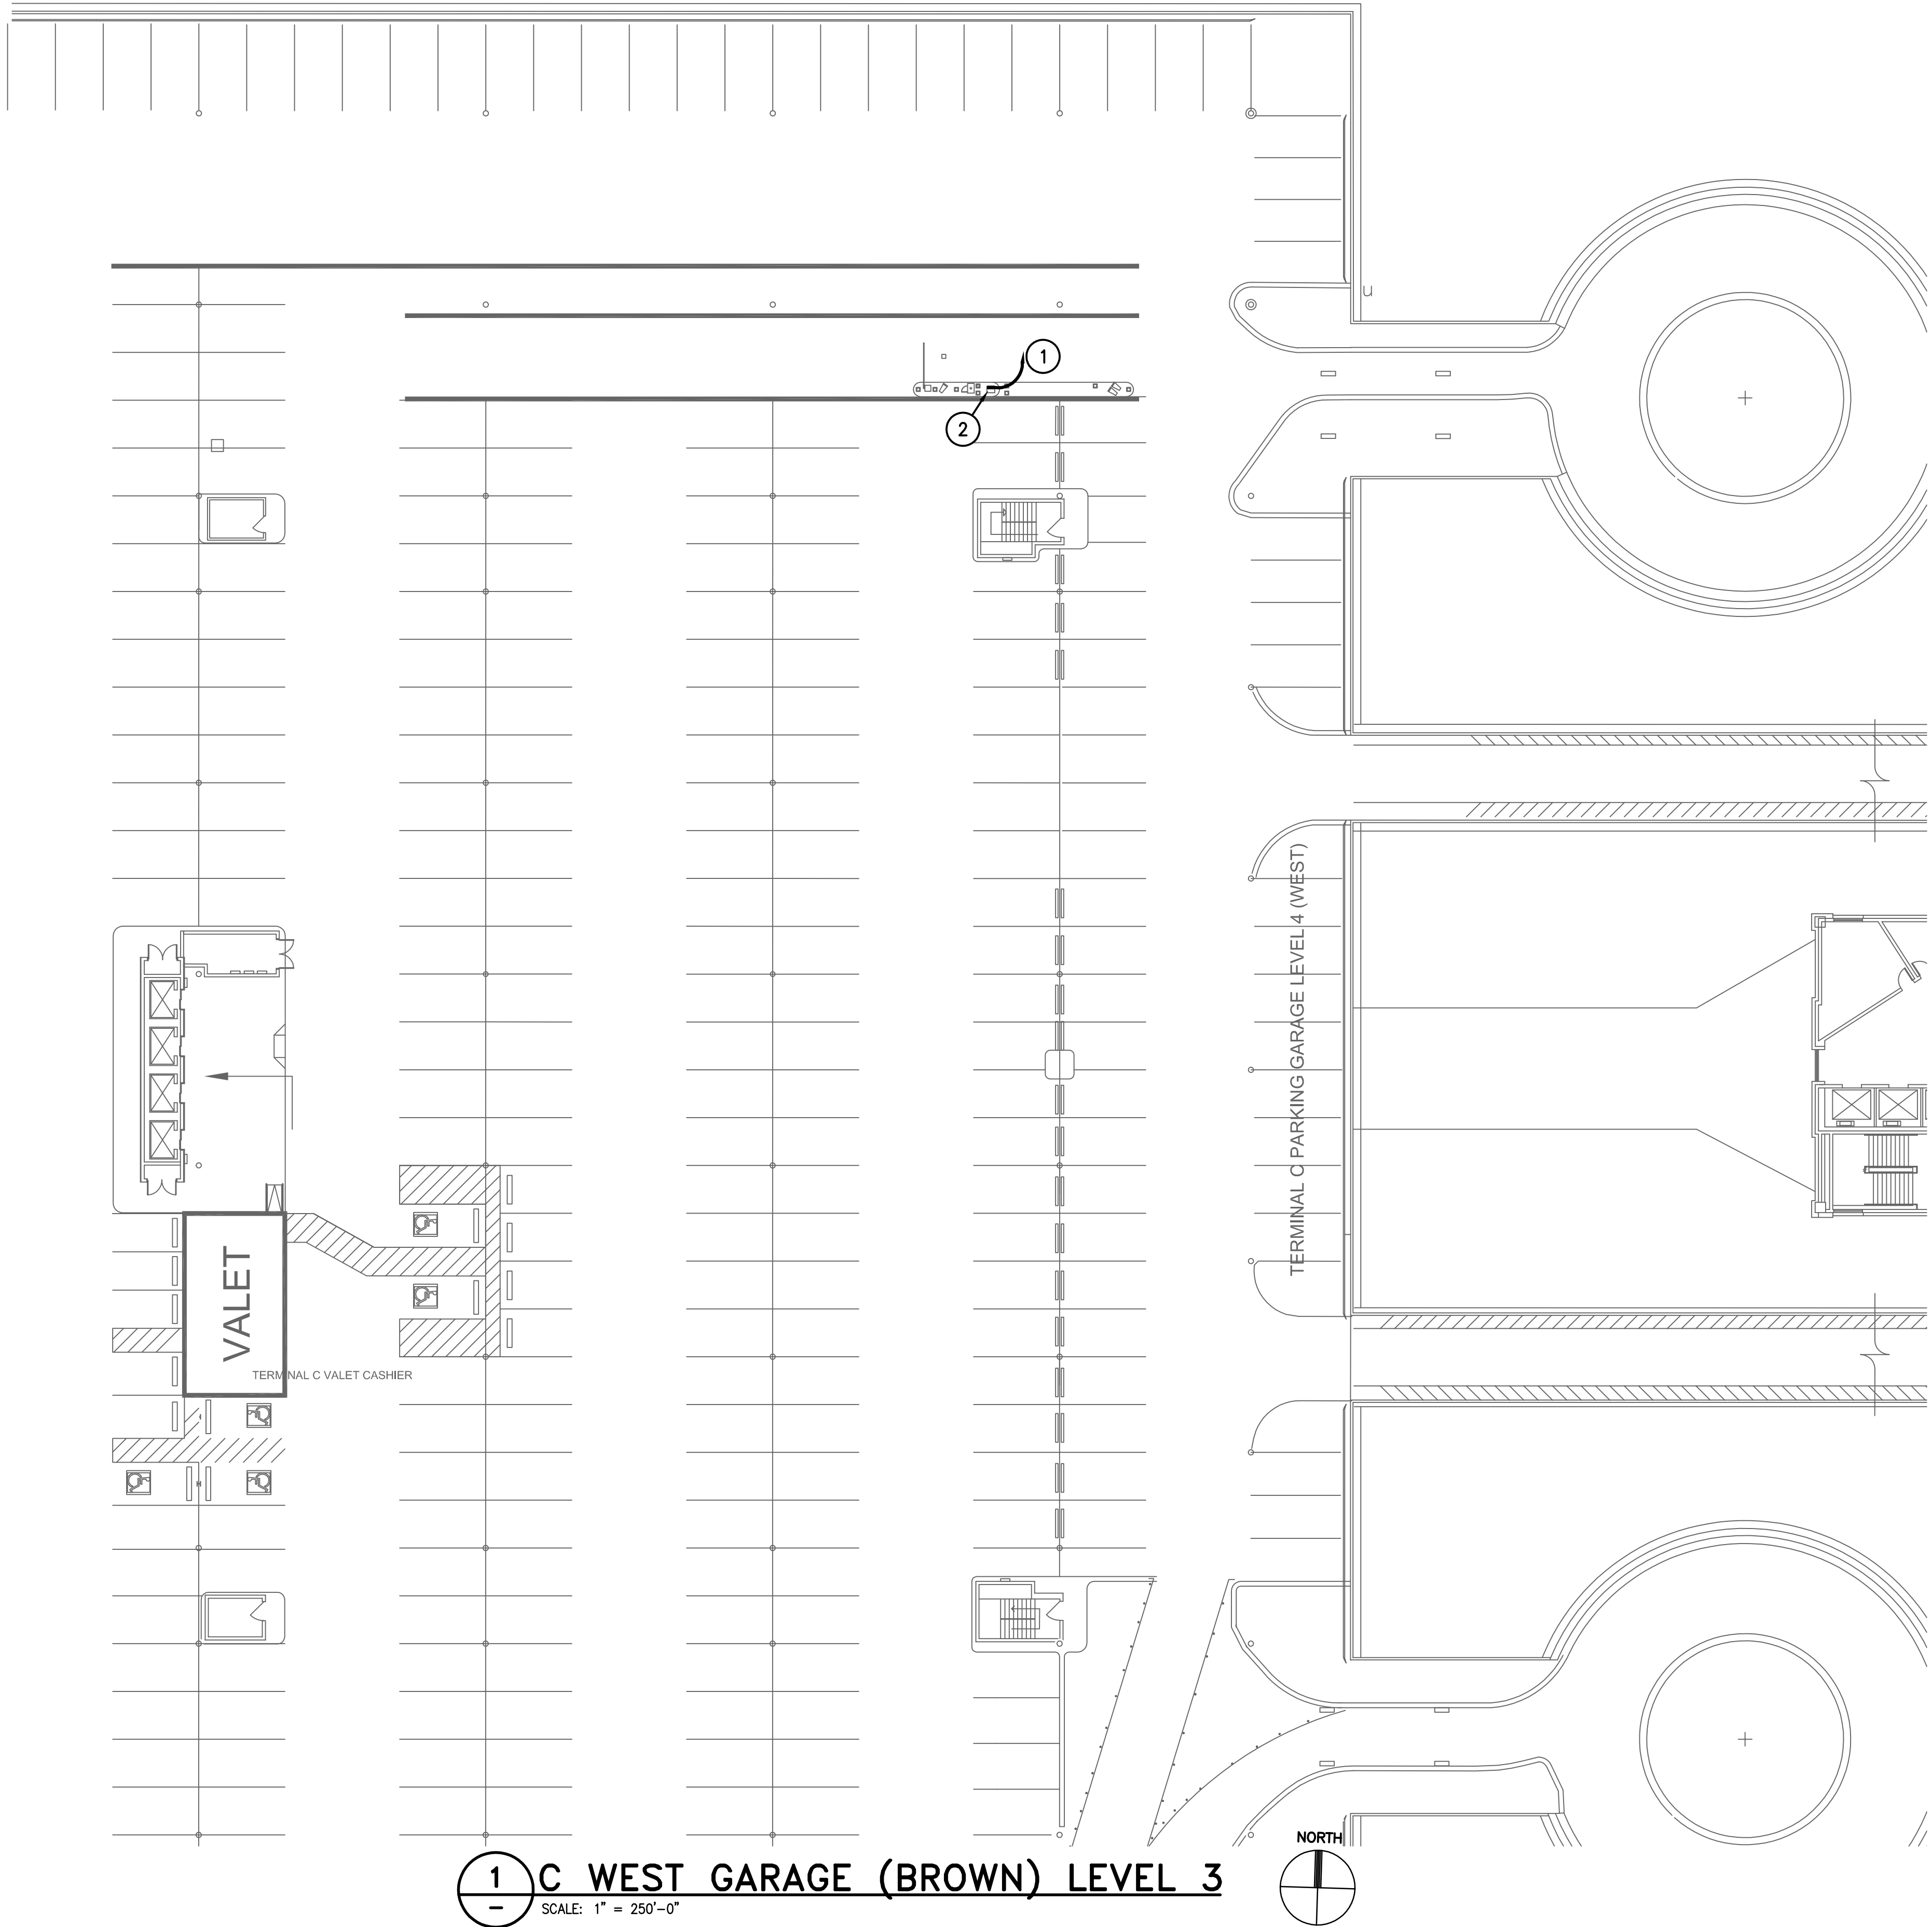 u
1
2
TERMINAL C PARKING GARAGE LEVEL 4 (WEST)
VALET
TERMINAL C VALET CASHIER
NORTH
1
-
C WEST GARAGE (BROWN) LEVEL 3
SCALE: 1" = 250'-0"